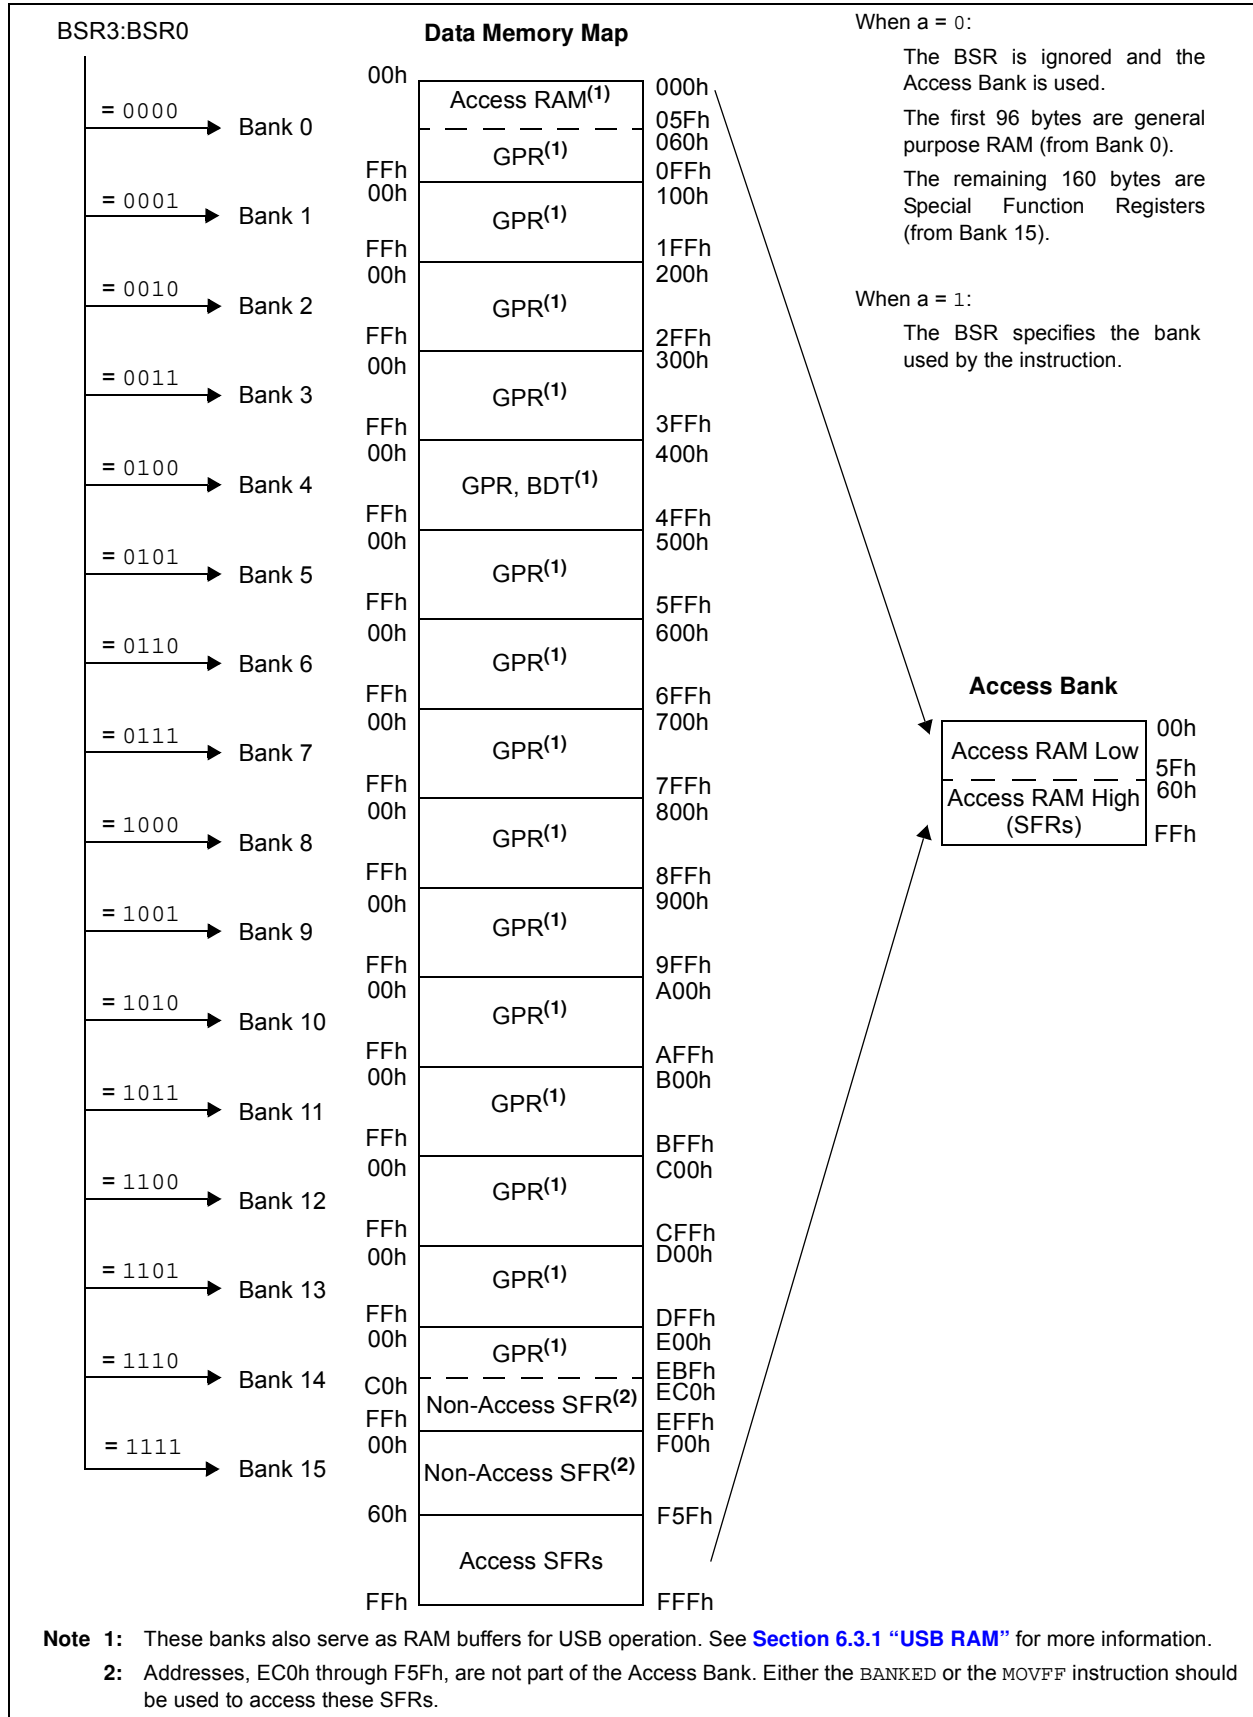 BSR3:BSR0
Data Memory Map
When a = 0:
The BSR is ignored and the
Access Bank is used.
The first 96 bytes are general
purpose RAM (from Bank 0).
The remaining 160 bytes are
Special Function Registers
(from Bank 15).
When a = 1:
The BSR specifies the bank
used by the instruction.
= 0000
Bank 0
00h
Access RAM(1)
000h
05Fh
060h
GPR(1)
FFh
0FFh
= 0001
Bank 1
00h
100h
GPR(1)
FFh
1FFh
= 0010
Bank 2
00h
200h
GPR(1)
FFh
2FFh
= 0011
Bank 3
00h
300h
GPR(1)
FFh
3FFh
= 0100
Bank 4
00h
400h
GPR, BDT(1)
FFh
4FFh
= 0101
Bank 5
00h
500h
GPR(1)
FFh
5FFh
= 0110
Bank 6
00h
600h
GPR(1)
FFh
6FFh
= 0111
Bank 7
00h
700h
GPR(1)
FFh
7FFh
= 1000
Bank 8
00h
800h
GPR(1)
FFh
8FFh
= 1001
Bank 9
00h
900h
GPR(1)
FFh
9FFh
= 1010
Bank 10
00h
A00h
GPR(1)
FFh
AFFh
= 1011
Bank 11
00h
B00h
GPR(1)
FFh
BFFh
= 1100
Bank 12
00h
C00h
GPR(1)
FFh
CFFh
= 1101
Bank 13
00h
D00h
GPR(1)
FFh
DFFh
= 1110
Bank 14
00h
E00h
GPR(1)
EBFh
C0h
EC0h
Non-Access SFR(2)
FFh
EFFh
= 1111
Bank 15
00h
F00h
Non-Access SFR(2)
60h
F5Fh
Access SFRs
FFh
FFFh
Access Bank
00h
Access RAM Low
5Fh
60h
Access RAM High
(SFRs)
FFh
Note 1: These banks also serve as RAM buffers for USB operation. See Section 6.3.1 “USB RAM” for more information.
2: Addresses, EC0h through F5Fh, are not part of the Access Bank. Either the BANKED or the MOVFF instruction should
be used to access these SFRs.